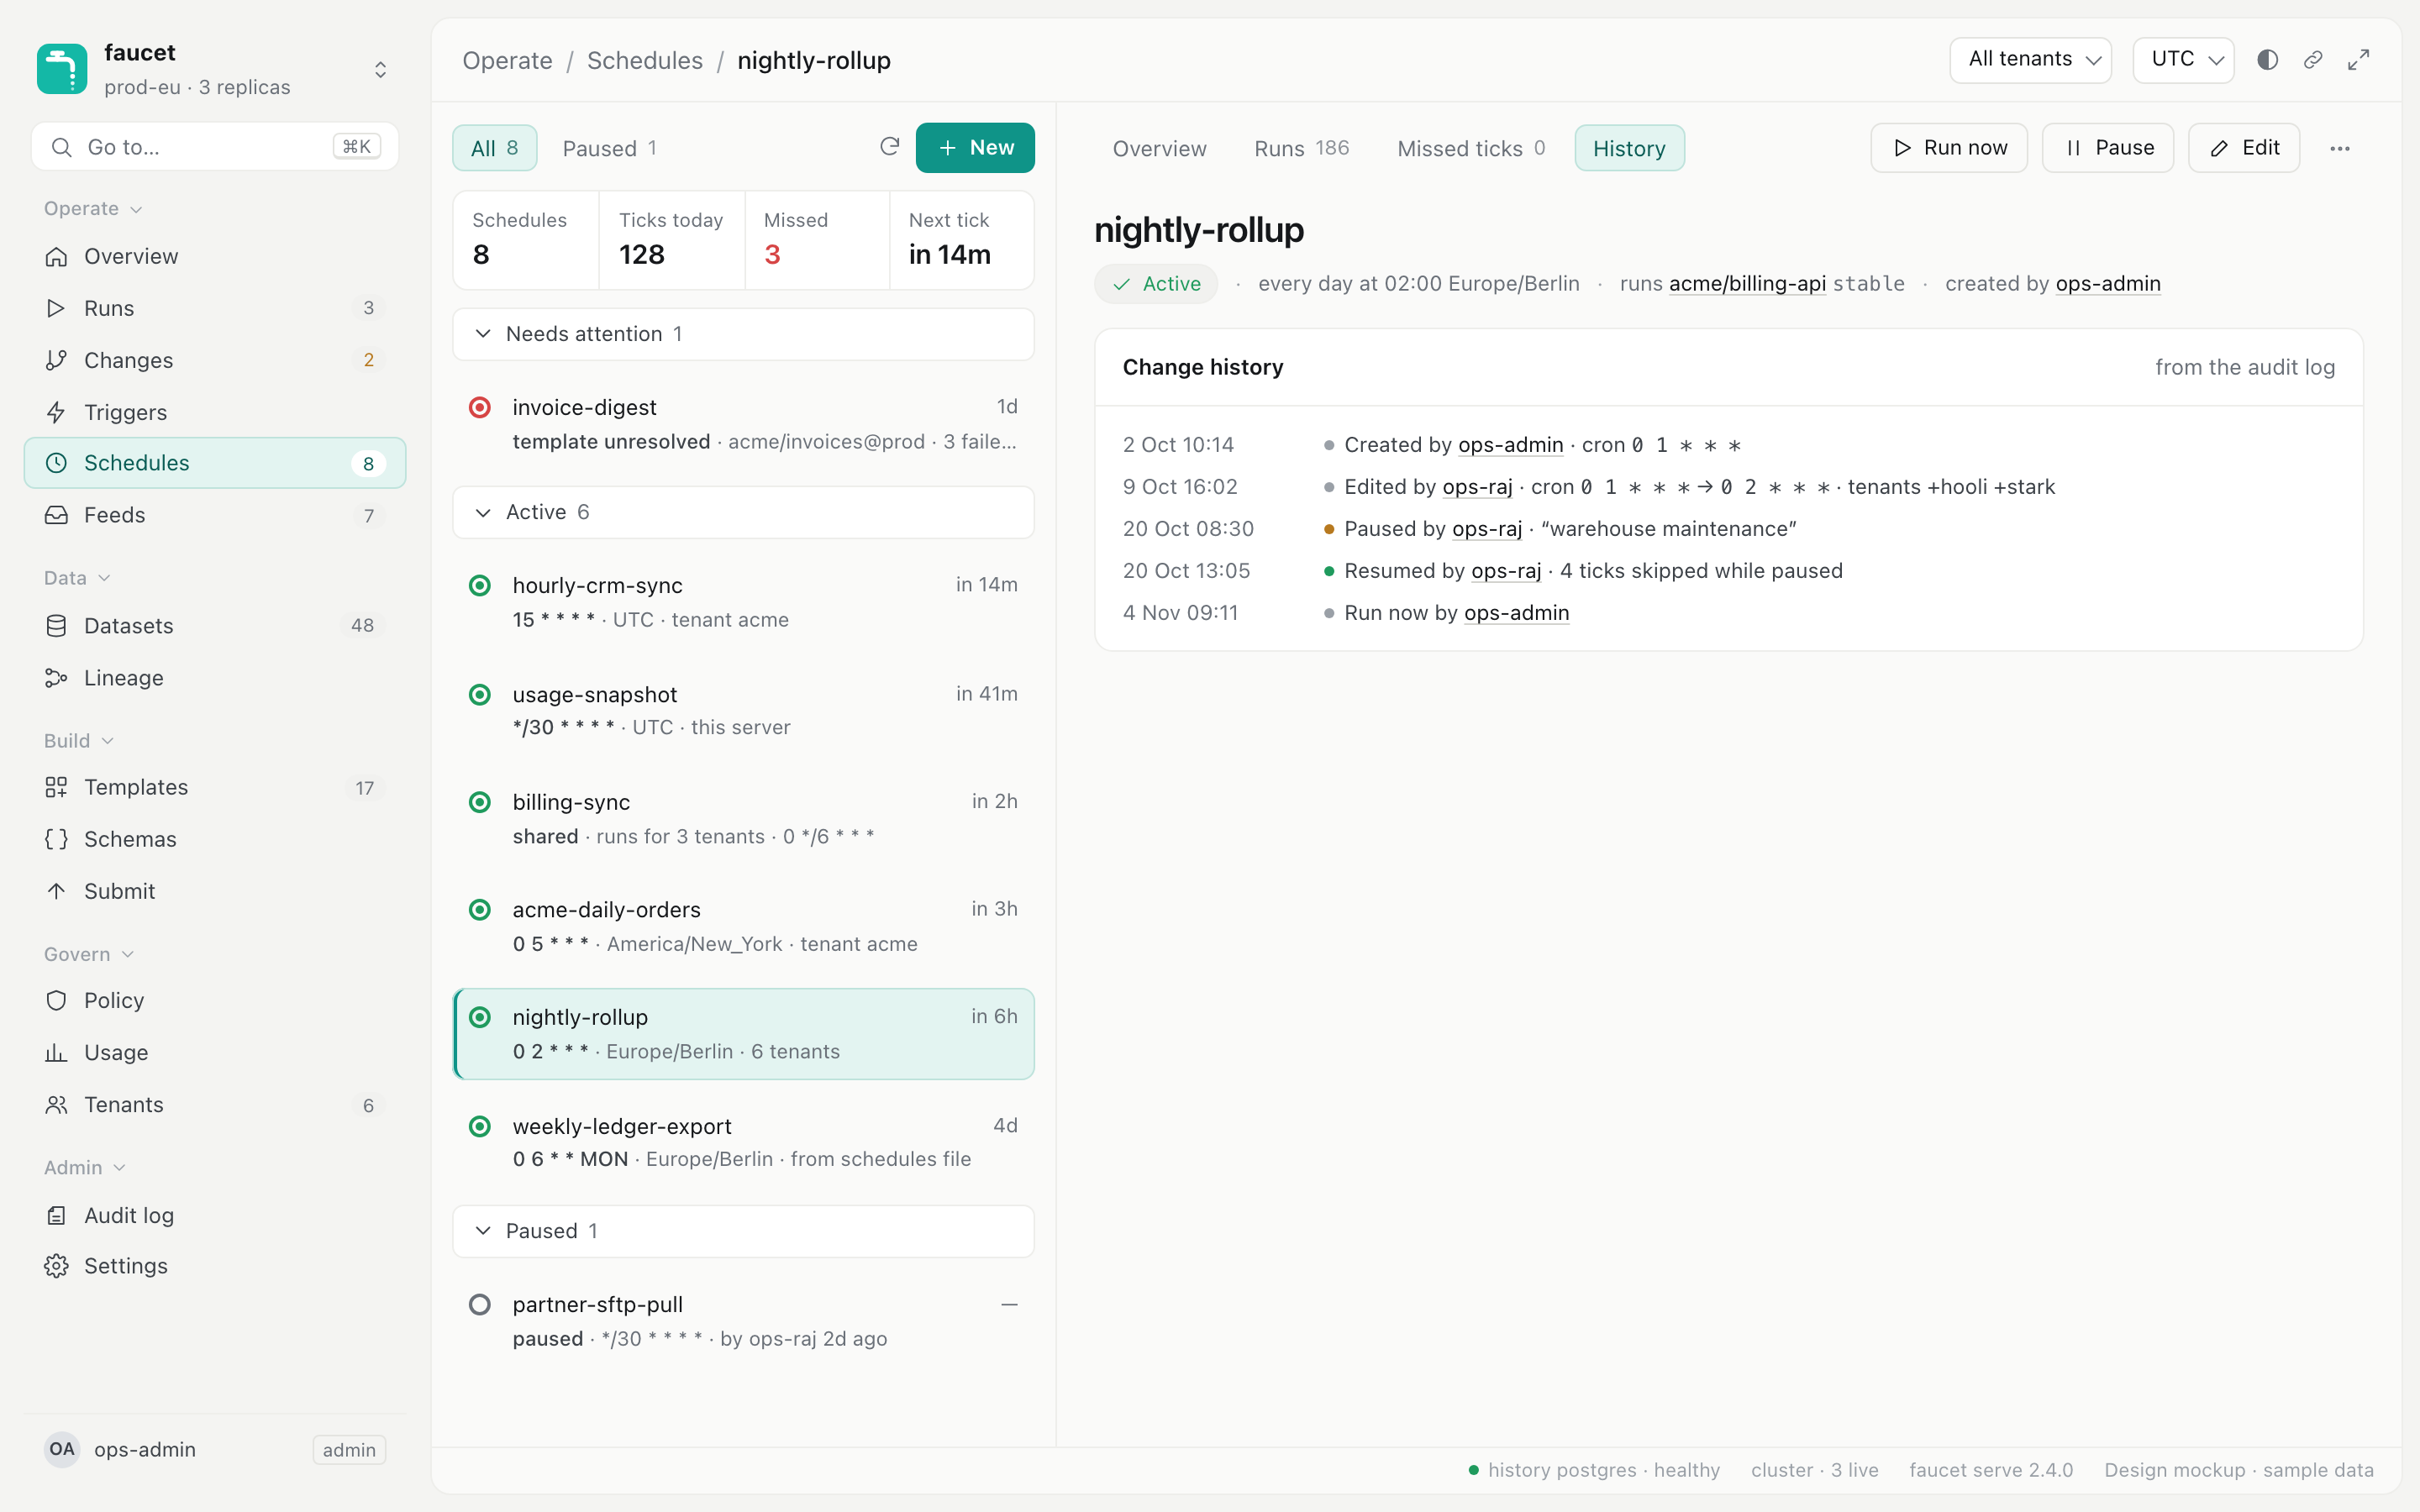 faucet
prod-eu · 3 replicas
Go to...
⌘K
Operate
Overview
Runs 3
Changes 2
Triggers
Schedules 8
Feeds 7
Data
Datasets 48
Lineage
Build
Templates 17
Schemas
Submit
Govern
Policy
Usage
Tenants 6
Admin
Audit log
Settings
OA ops-admin admin
Operate / Schedules / nightly-rollup
All tenants
UTC
All 8
Paused 1
+ New
Schedules
8
Ticks today
128
Missed
3
Next tick
in 14m
Needs attention 1
invoice-digest 1d
template unresolved · acme/invoices@prod · 3 faile...
Active 6
hourly-crm-sync in 14m
15 * * * * · UTC · tenant acme
usage-snapshot in 41m
*/30 * * * * · UTC · this server
billing-sync in 2h
shared · runs for 3 tenants · 0 */6 * * *
acme-daily-orders in 3h
0 5 * * * · America/New_York · tenant acme
nightly-rollup in 6h
0 2 * * * · Europe/Berlin · 6 tenants
weekly-ledger-export 4d
0 6 * * MON · Europe/Berlin · from schedules file
Paused 1
partner-sftp-pull —
paused · */30 * * * * · by ops-raj 2d ago
Overview
Runs 186
Missed ticks 0
History
Run now
Pause
Edit
nightly-rollup
Active · every day at 02:00 Europe/Berlin · runs acme/billing-api stable · created by ops-admin
Change history
from the audit log
2 Oct 10:14 Created by ops-admin · cron 0 1 * * *
9 Oct 16:02 Edited by ops-raj · cron 0 1 * * * → 0 2 * * * · tenants +hooli +stark
20 Oct 08:30 Paused by ops-raj · “warehouse maintenance”
20 Oct 13:05 Resumed by ops-raj · 4 ticks skipped while paused
4 Nov 09:11 Run now by ops-admin
history postgres · healthy
cluster · 3 live
faucet serve 2.4.0
Design mockup · sample data